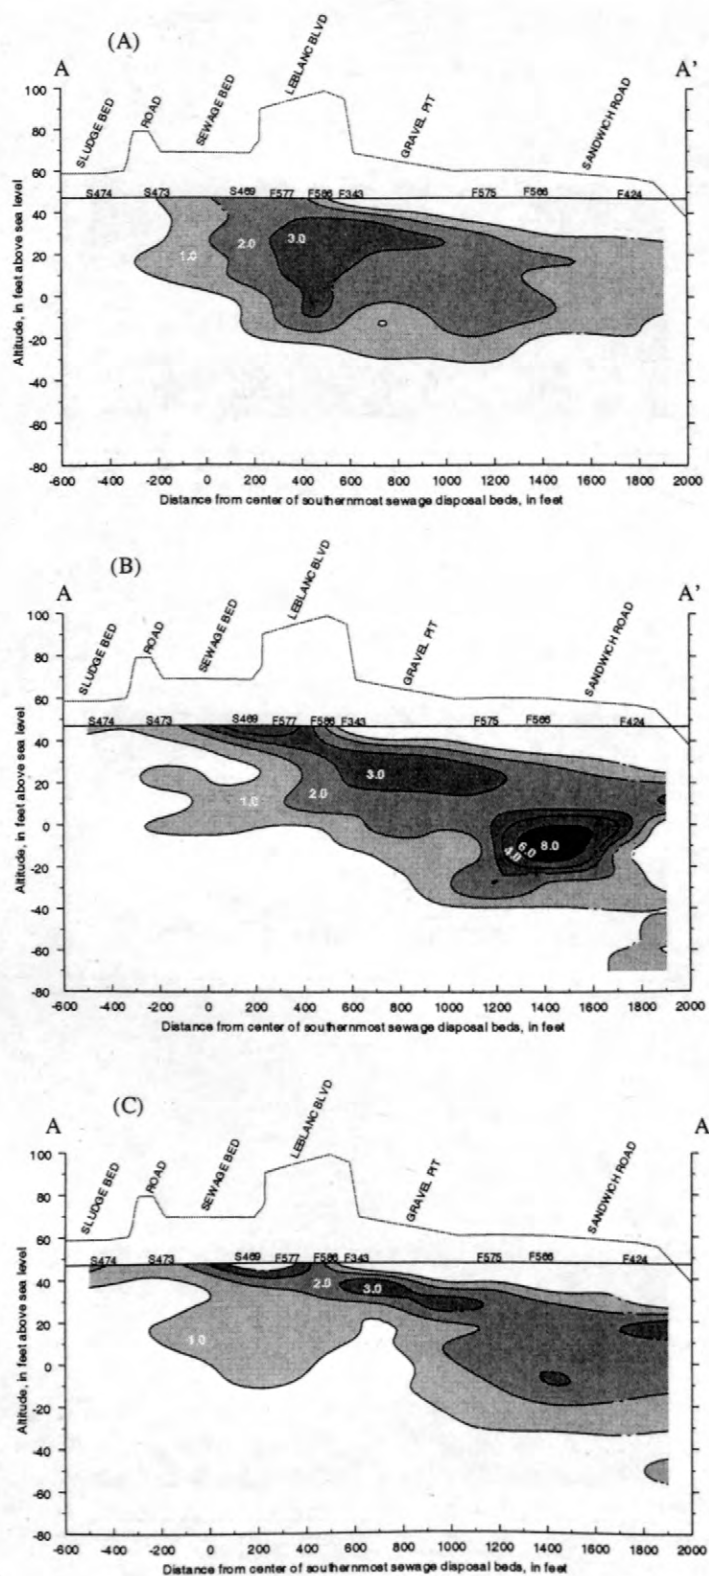 (A)
A
A'
SLUDGE BED
ROAD
SEWAGE BED
LEBLANC BLVD
GRAVEL PIT
SANDWICH ROAD
100
80
60
40
20
0
-20
-40
-60
-80
Altitude, in feet above sea level
S474
S473
S469
F577
F586
F343
F575
F566
F424
1.0
2.0
3.0
-600
-400
-200
0
200
400
600
800
1000
1200
1400
1600
1800
2000
Distance from center of southernmost sewage disposal beds, in feet
(B)
A
A'
SLUDGE BED
ROAD
SEWAGE BED
LEBLANC BLVD
GRAVEL PIT
SANDWICH ROAD
100
80
60
40
20
0
-20
-40
-60
-80
Altitude, in feet above sea level
S474
S473
S469
F577
F586
F343
F575
F566
F424
1.0
2.0
3.0
4.0
6.0
8.0
-600
-400
-200
0
200
400
600
800
1000
1200
1400
1600
1800
2000
Distance from center of southernmost sewage disposal beds, in feet
(C)
A
A
SLUDGE BED
ROAD
SEWAGE BED
LEBLANC BLVD
GRAVEL PIT
SANDWICH ROAD
100
80
60
40
20
0
-20
-40
-60
-80
Altitude, in feet above sea level
S474
S473
S469
F577
F586
F343
F575
F566
F424
1.0
2.0
3.0
-600
-400
-200
0
200
400
600
800
1000
1200
1400
1600
1800
2000
Distance from center of southernmost sewage disposal beds, in feet